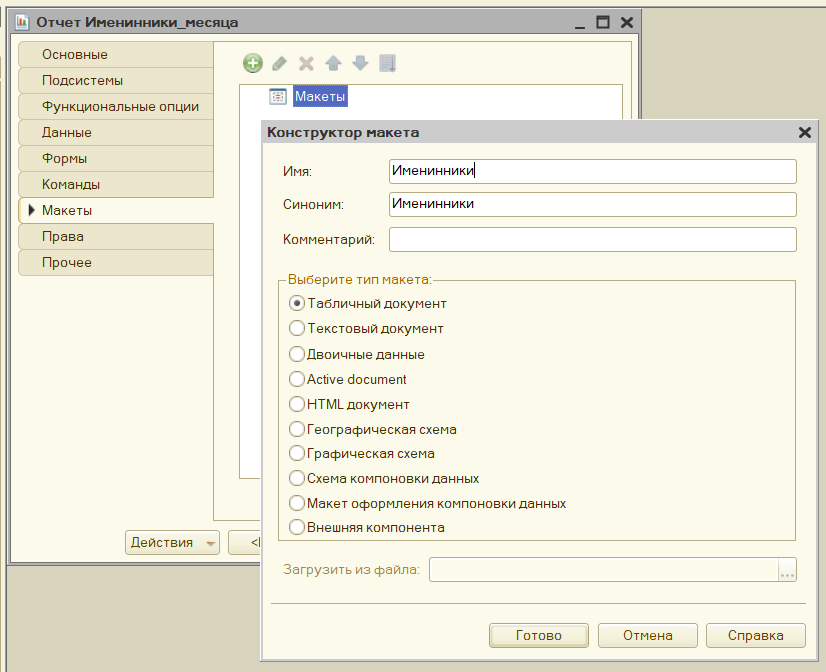 Отчет Именинники_месяца
Основные
Подсистемы
Функциональные опции
Данные
Формы
Команды
Макеты
Права
Прочее
Макеты
Действия
<
Конструктор макета
Имя:
Именинники
Синоним:
Именинники
Комментарий:
Выберите тип макета:
Табличный документ
Текстовый документ
Двоичные данные
Active document
HTML документ
Географическая схема
Графическая схема
Схема компоновки данных
Макет оформления компоновки данных
Внешняя компонента
Загрузить из файла:
...
Готово
Отмена
Справка